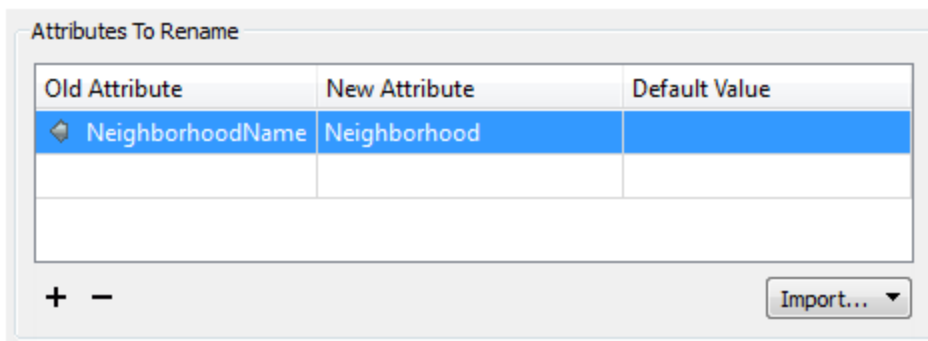 Attributes To Rename
Old Attribute New Attribute Default Value
NeighborhoodName Neighborhood
+ −
Import...